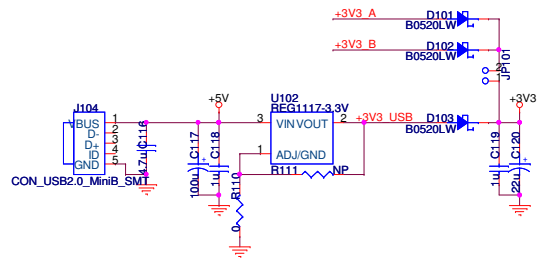 +3V3_A
D101
B0520LW
+3V3_B
D102
B0520LW
2
1
JP101
J104
VBUS
D-
D+
ID
GND
1
2
3
4
5
CON_USB2.0_MiniB_SMT
C116
4.7u
+5V
C117
100u
C118
1u
U102
REG1117-3.3V
3
VIN
VOUT
2
1
ADJ/GND
+3V3_USB
R111
NP
R110
0
D103
B0520LW
+3V3
C119
1u
C120
22u